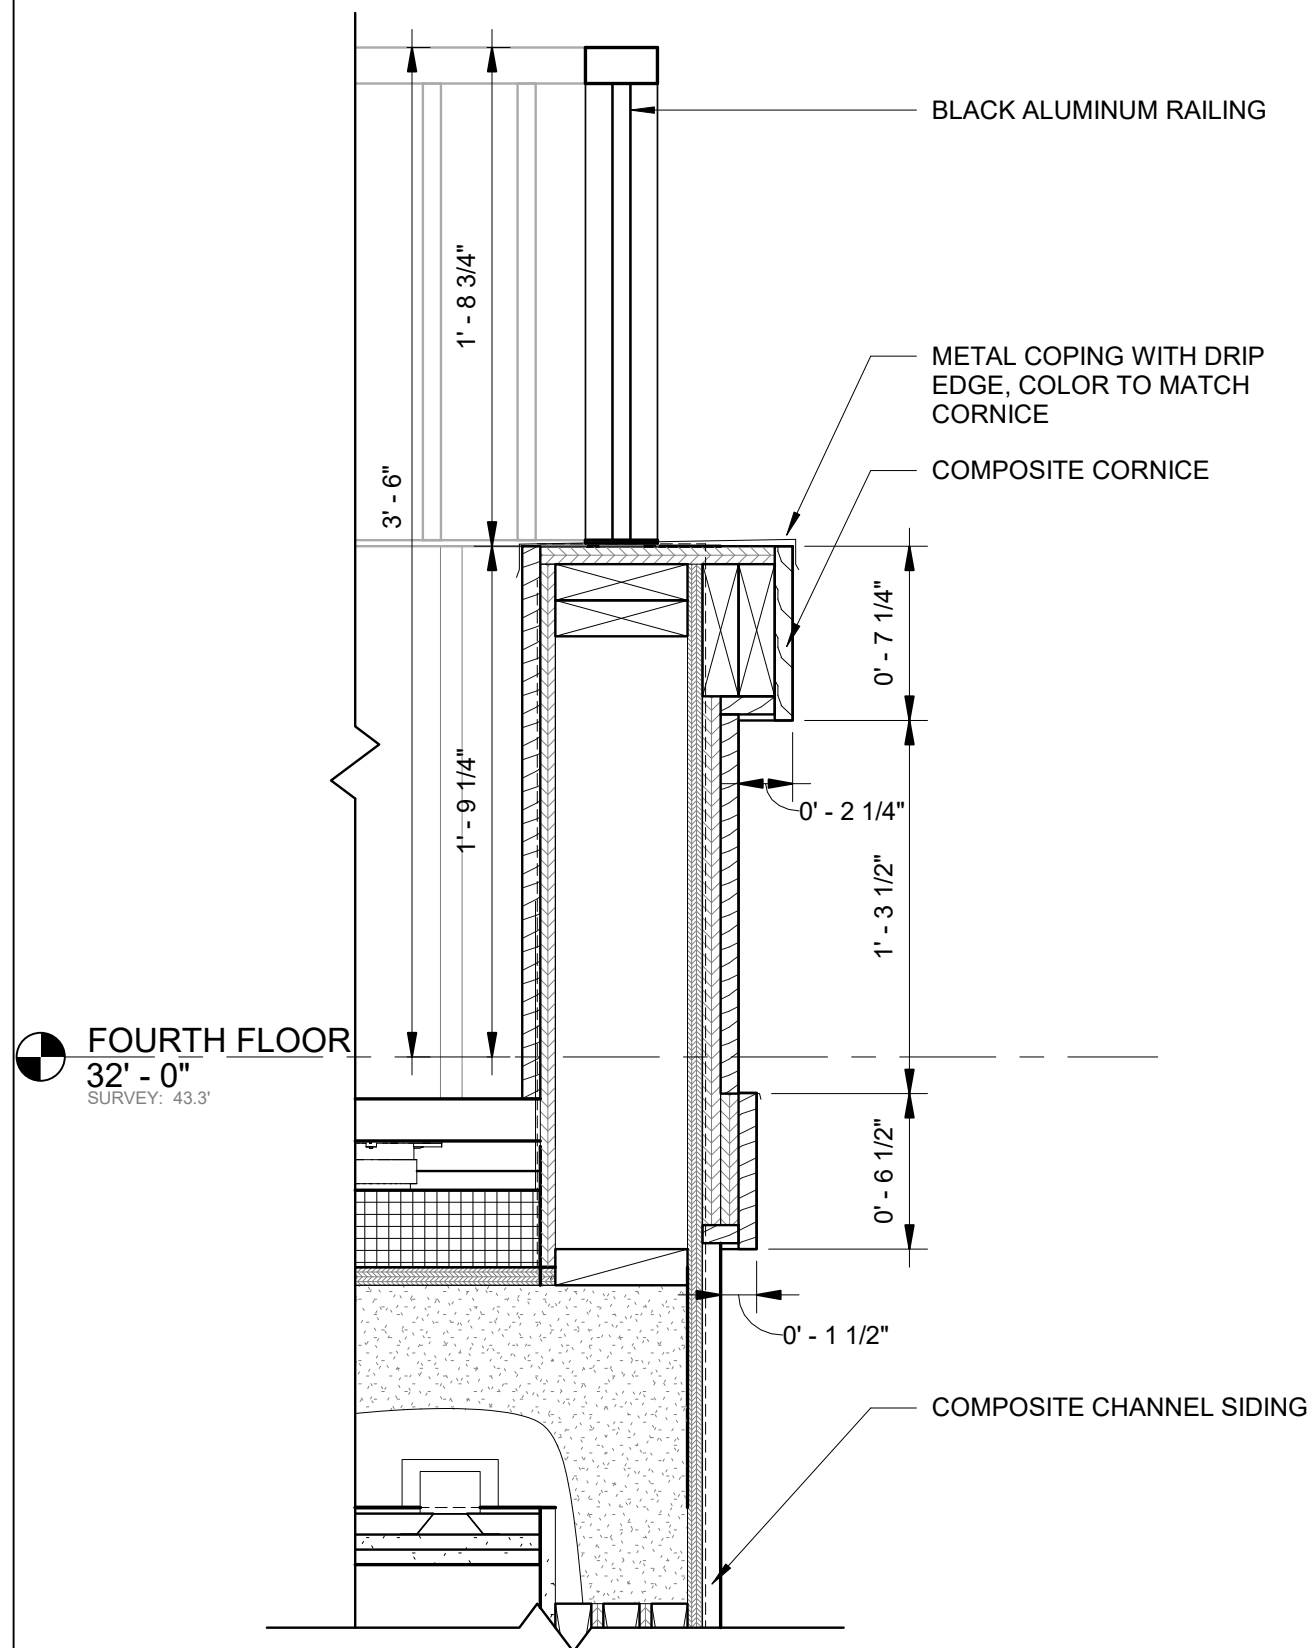 BLACK ALUMINUM RAILING
1' - 8 3/4"
METAL COPING WITH DRIP
EDGE, COLOR TO MATCH
CORNICE
COMPOSITE CORNICE
3' - 6"
0' - 7 1/4"
1' - 9 1/4"
0' - 2 1/4"
1' - 3 1/2"
FOURTH FLOOR
32' - 0"
SURVEY: 43.3'
0' - 6 1/2"
0' - 1 1/2"
COMPOSITE CHANNEL SIDING